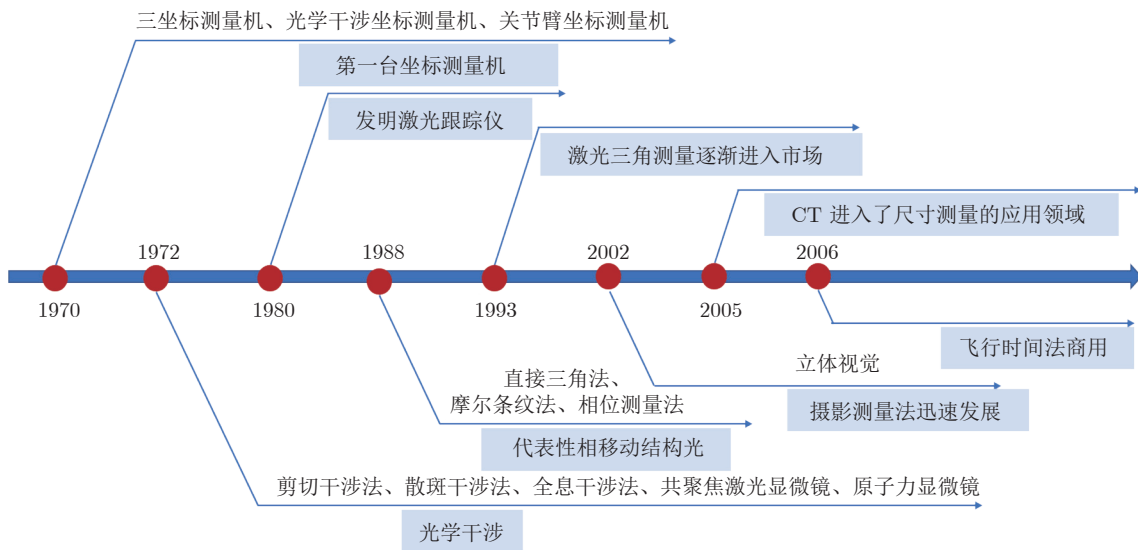 三坐标测量机、光学干涉坐标测量机、关节臂坐标测量机
第一台坐标测量机
发明激光跟踪仪
激光三角测量逐渐进入市场
CT 进入了尺寸测量的应用领域
1972
1988
2002
2006
1970
1980
1993
2005
飞行时间法商用
立体视觉
摄影测量法迅速发展
直接三角法、
摩尔条纹法、相位测量法
代表性相移动结构光
剪切干涉法、散斑干涉法、全息干涉法、共聚焦激光显微镜、原子力显微镜
光学干涉